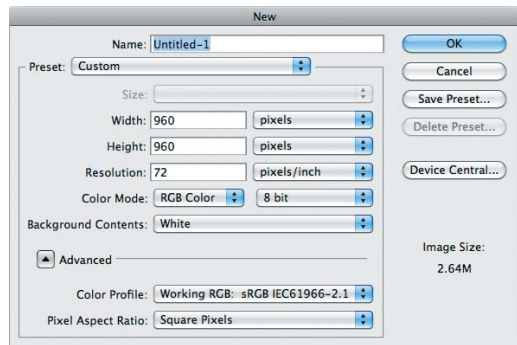 New
Name: Untitled-1
OK
Preset: Custom
Cancel
Size:
Save Preset...
Width: 960 pixels
Delete Preset...
Height: 960 pixels
Resolution: 72 pixels/inch
Device Central...
Color Mode: RGB Color 8 bit
Background Contents: White
Image Size:
2.64M
Advanced
Color Profile: Working RGB: sRGB IEC61966-2.1
Pixel Aspect Ratio: Square Pixels